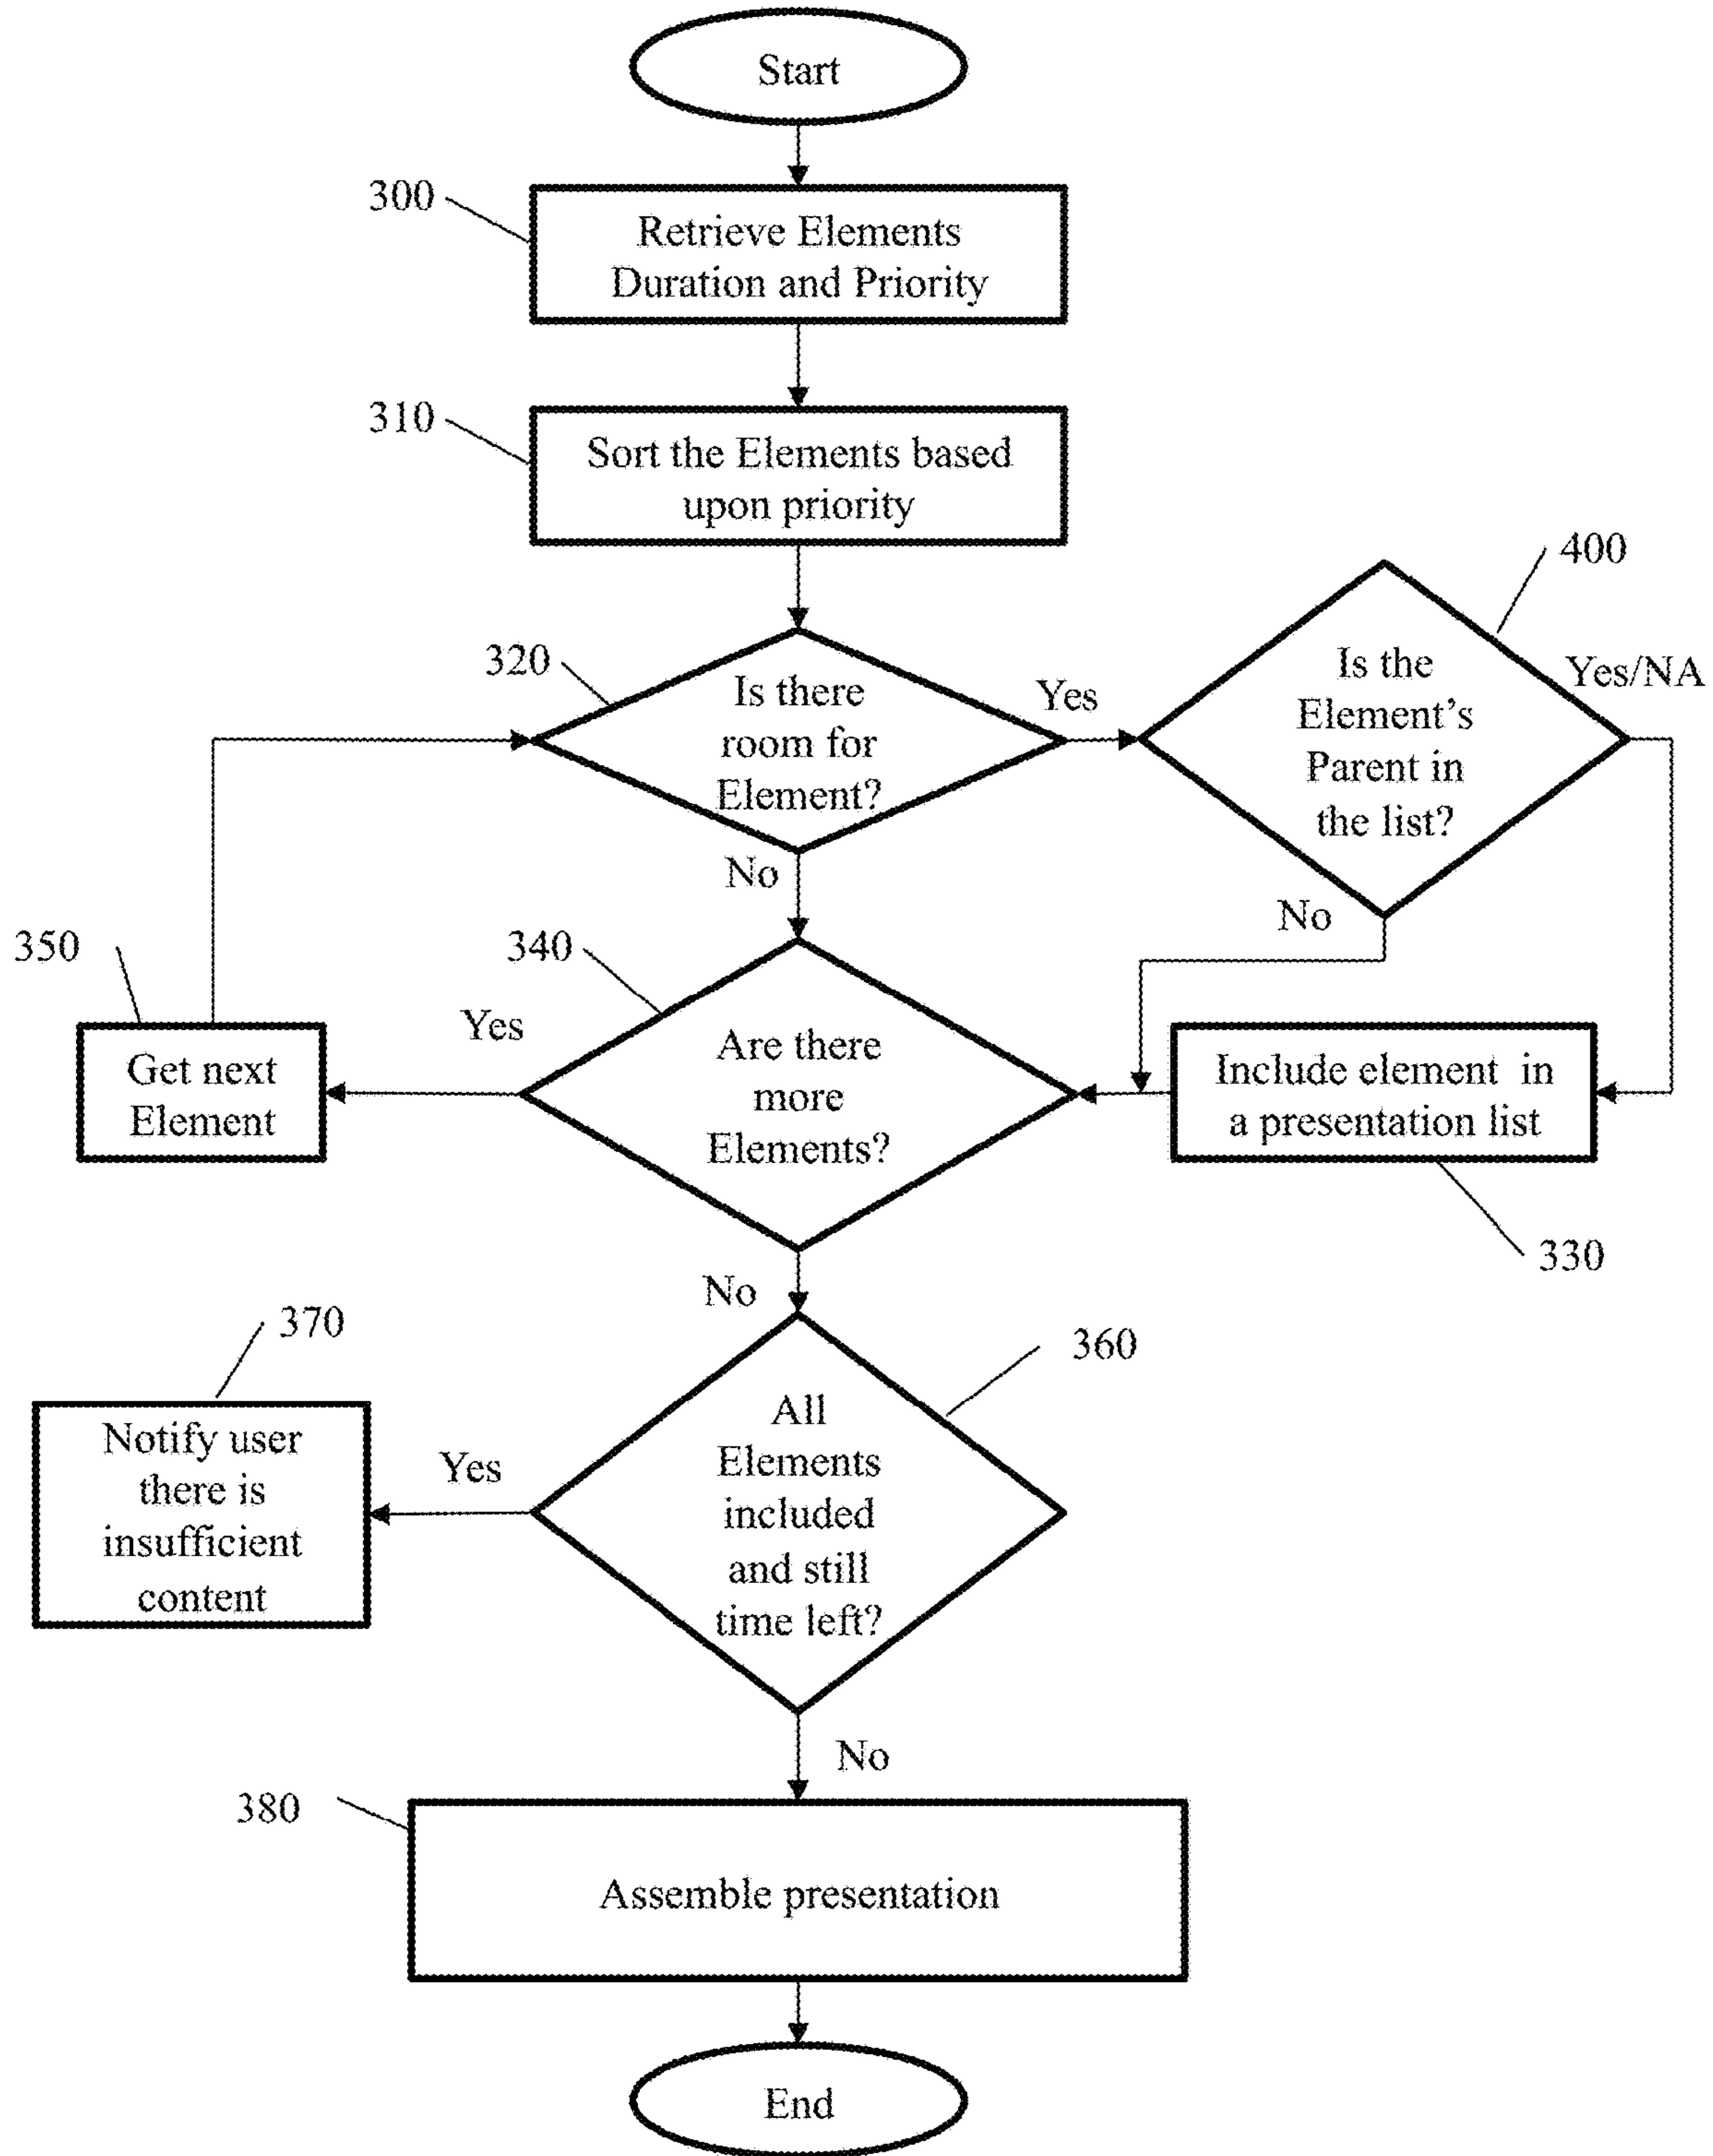 Start
300
Retrieve Elements
Duration and Priority
310
Sort the Elements based
upon priority
400
320
Is there
room for
Element?
Yes
Is the
Element's
Parent in
the list?
Yes/NA
No
No
350
340
Yes
Get next
Element
Are there
more
Elements?
Include element in
a presentation list
330
No
370
360
Notify user
there is
insufficient
content
Yes
All
Elements
included
and still
time left?
No
380
Assemble presentation
End